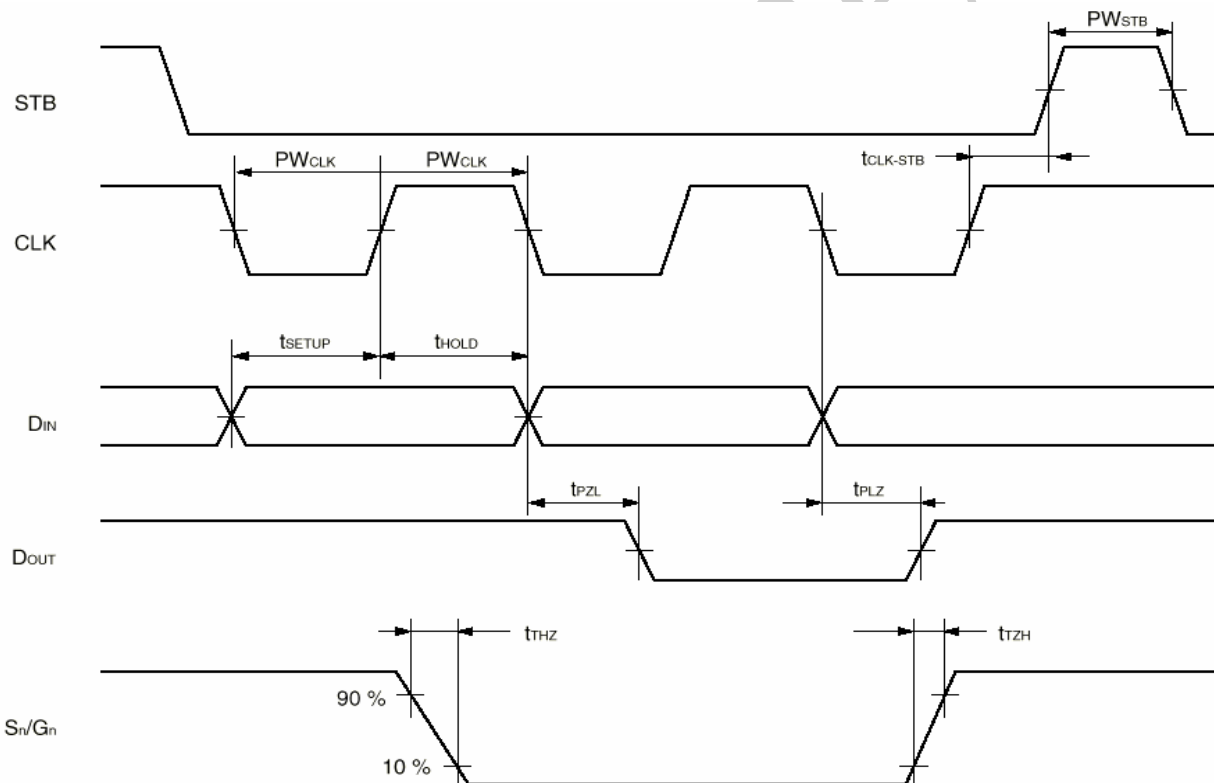 PWSTB
STB
PWCLK PWCLK
tCLK-STB
CLK
tSETUP tHOLD
DIN
tPZL tPLZ
DOUT
tTHZ tTZH
90 %
Sn/Gn
10 %